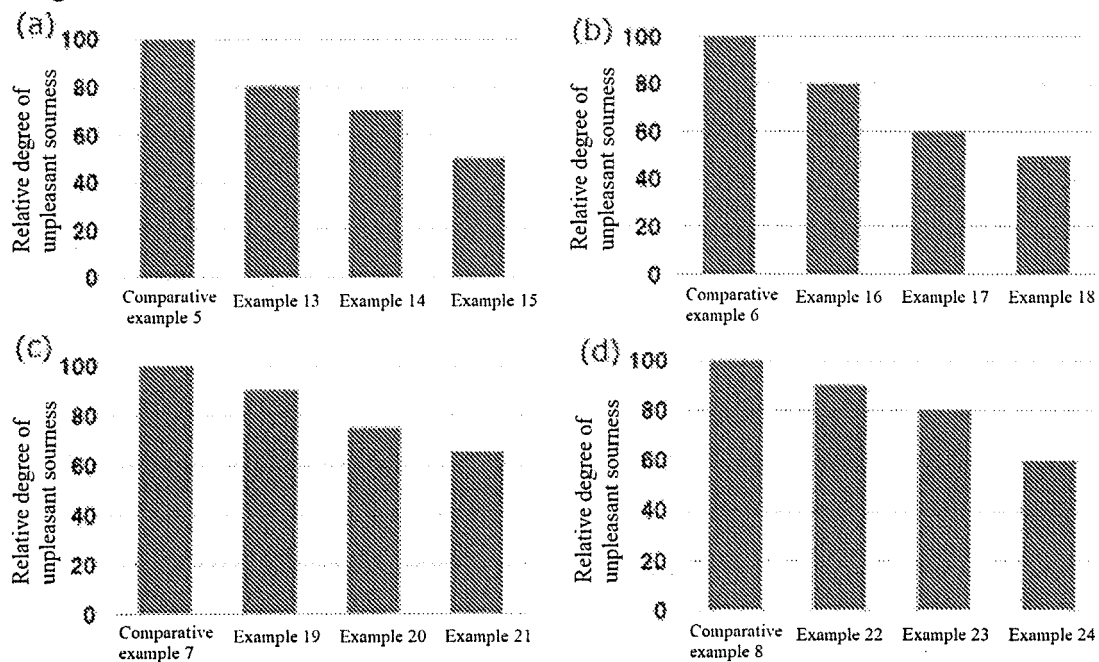 (a)
Relative degree of
unpleasant sourness
100
80
60
40
20
0
Comparative
example 5
Example 13
Example 14
Example 15
(b)
Relative degree of
unpleasant sourness
100
80
60
40
20
0
Comparative
example 6
Example 16
Example 17
Example 18
(c)
Relative degree of
unpleasant sourness
100
80
60
40
20
0
Comparative
example 7
Example 19
Example 20
Example 21
(d)
Relative degree of
unpleasant sourness
100
80
60
40
20
0
Comparative
example 8
Example 22
Example 23
Example 24